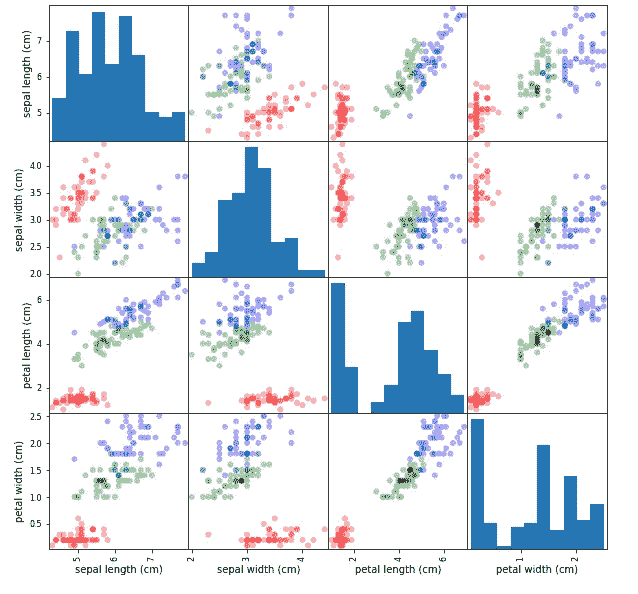 sepal length (cm)
7
6
5
sepal width (cm)
4.0
3.5
3.0
2.5
2.0
petal length (cm)
6
4
2
petal width (cm)
2.5
2.0
1.5
1.0
0.5
5 6 7 2 3 4 2 4 6 1 2
sepal length (cm) sepal width (cm) petal length (cm) petal width (cm)